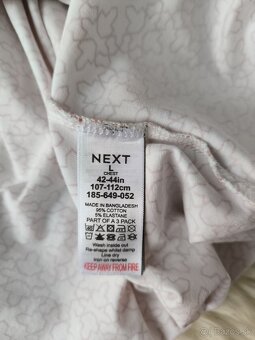 NEXT
L
CHEST
42-44in
107-112cm
185-649-052
MADE IN BANGLADESH
95% COTTON
5% ELASTANE
PART OF A 3 PACK
Wash inside out
Re-shape whilst damp
Line dry
Iron on reverse
KEEP AWAY FROM FIRE